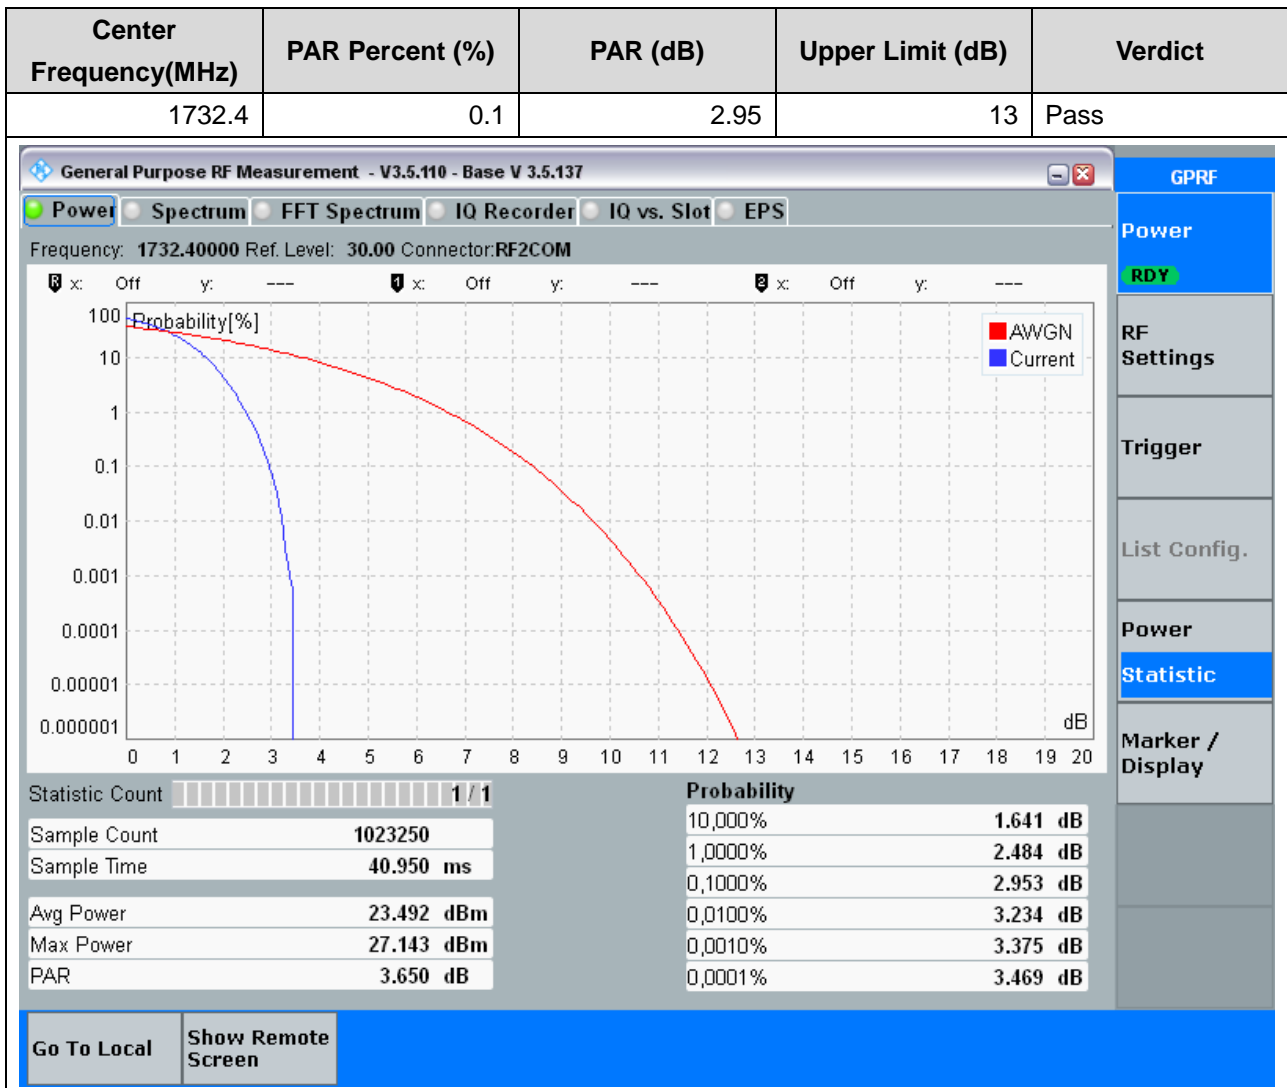 Center Frequency(MHz) PAR Percent (%) PAR (dB) Upper Limit (dB) Verdict
1732.4 0.1 2.95 13 Pass
General Purpose RF Measurement - V3.5.110 - Base V 3.5.137
GPRF
Power Spectrum FFT Spectrum IQ Recorder IQ vs. Slot EPS
Frequency: 1732.40000 Ref. Level: 30.00 Connector:RF2COM
R x: Off y: --- 1 x: Off y: --- 2 x: Off y: ---
Probability[%]
AWGN
Current
100
10
1
0.1
0.01
0.001
0.0001
0.00001
0.000001
dB
0 1 2 3 4 5 6 7 8 9 10 11 12 13 14 15 16 17 18 19 20
Statistic Count 1 / 1
Sample Count 1023250
Sample Time 40.950 ms
Avg Power 23.492 dBm
Max Power 27.143 dBm
PAR 3.650 dB
Probability
10,000% 1.641 dB
1,0000% 2.484 dB
0,1000% 2.953 dB
0,0100% 3.234 dB
0,0010% 3.375 dB
0,0001% 3.469 dB
Power
RDY
RF
Settings
Trigger
List Config.
Power
Statistic
Marker /
Display
Go To Local
Show Remote
Screen